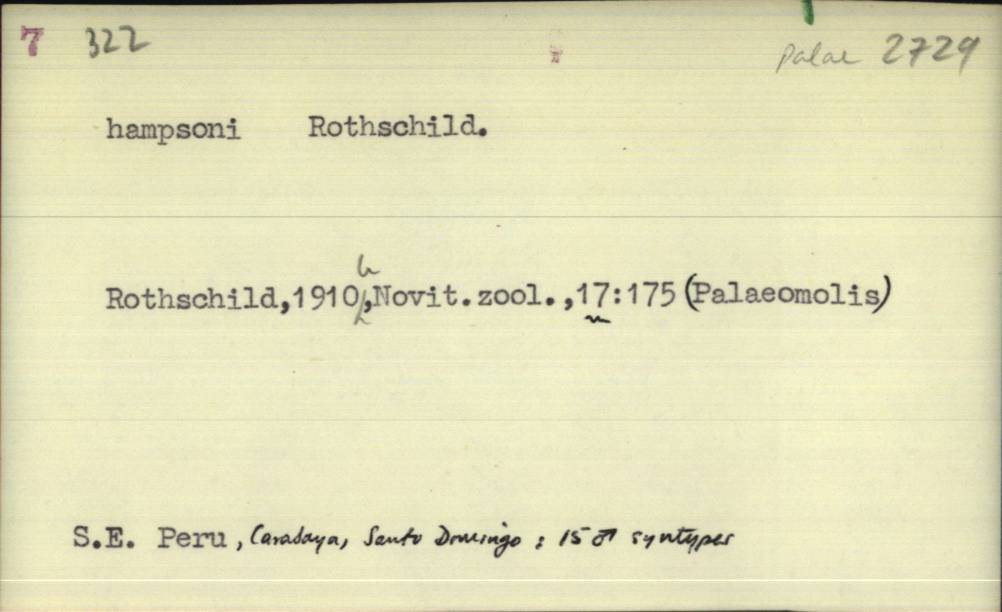 7 322 Palae 2729
hampsoni Rothschild.
b
Rothschild,1910,Novit.zool.,17:175 (Palaeomolis)
S.E. Peru, Carabaya, Santo Domingo : 15 ♂ syntypes